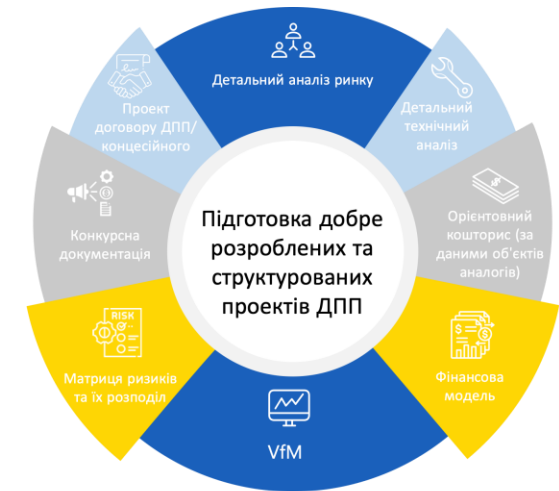 Детальний аналіз ринку
Детальний
технічний
аналіз
Орієнтовний
кошторис (за
даними об'єктів
аналогів)
Фінансова
модель
VfM
RISK
Матриця ризиків
та їх розподіл
Конкурсна
документація
Проект
договору ДПП/
концесійного
Підготовка добре
розроблених та
структурованих
проектів ДПП